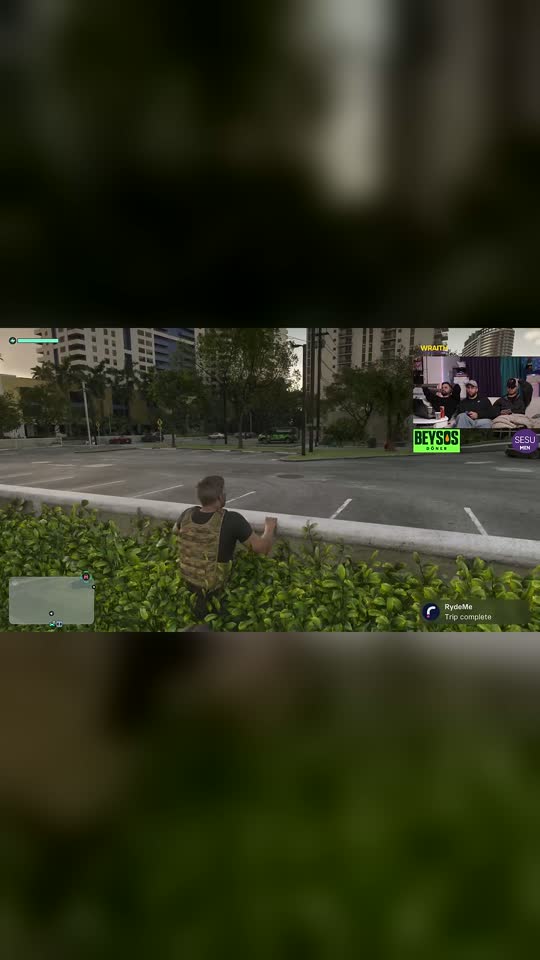 WRAITH
BEYSOS
DÖNER
SESU
MEN
RydeMe
Trip complete